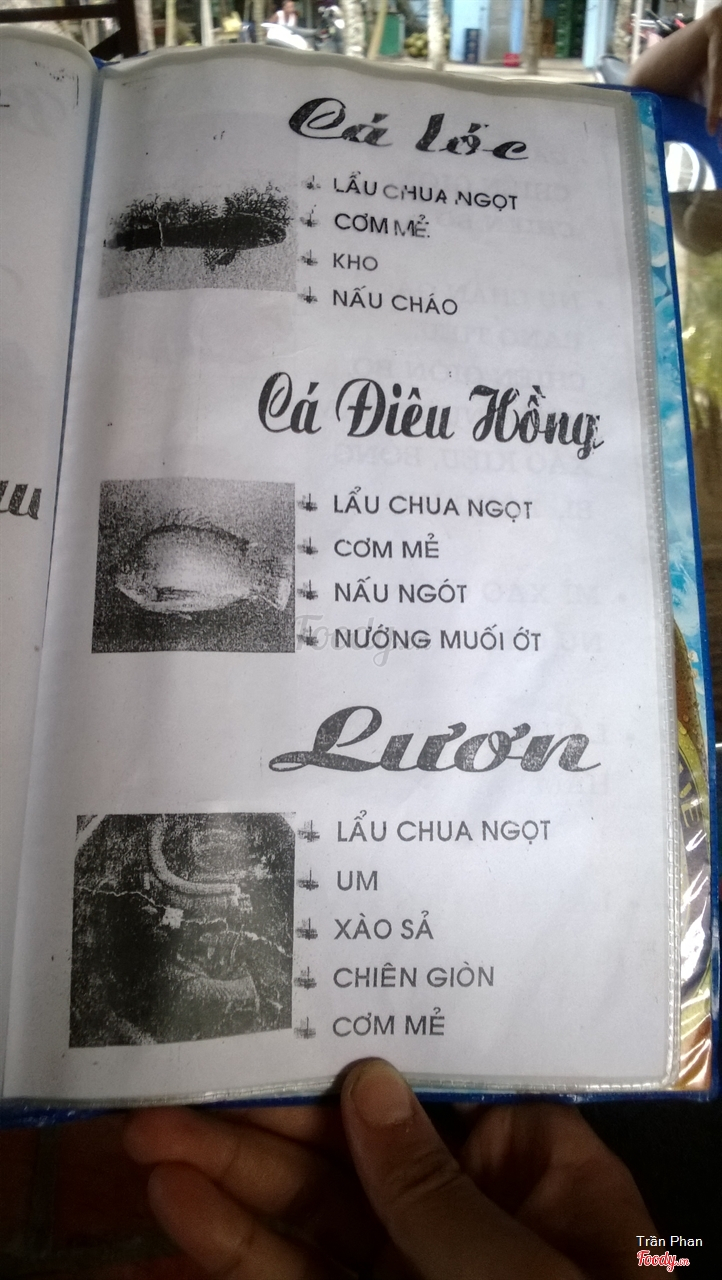 Cá lóc
LẨU CHUA NGỌT
CƠM MẺ
KHO
NẤU CHÁO
Cá Điêu Hồng
LẨU CHUA NGỌT
CƠM MẺ
NẤU NGÓT
NƯỚNG MUỐI ỚT
Lươn
LẨU CHUA NGỌT
UM
XÀO SẢ
CHIÊN GIÒN
CƠM MẺ
Trần Phan
Foody.vn